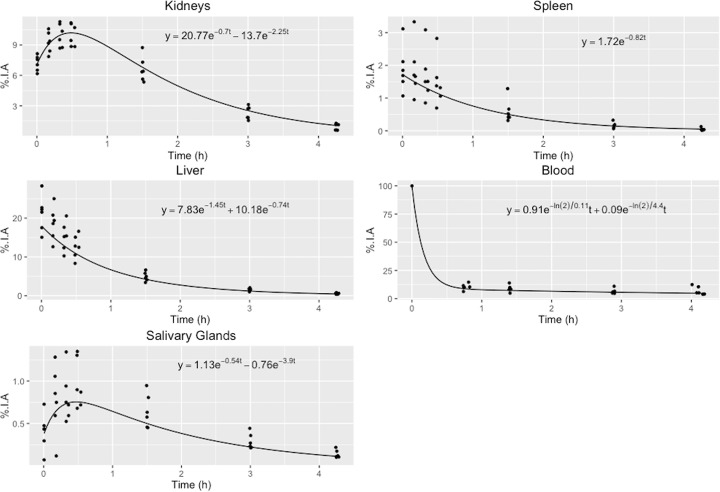 Kidneys
y = 20.77e^−0.7t − 13.7e^−2.25t
%.I.A
9
6
3
0 1 2 3 4
Time (h)
Spleen
y = 1.72e^−0.82t
%.I.A
3
2
1
0
0 1 2 3 4
Time (h)
Liver
y = 7.83e^−1.45t + 10.18e^−0.74t
%.I.A
20
10
0
0 1 2 3 4
Time (h)
Blood
y = 0.91e^−ln(2)/0.11t + 0.09e^−ln(2)/4.4t
%.I.A
100
75
50
25
0
0 1 2 3 4
Time (h)
Salivary Glands
y = 1.13e^−0.54t − 0.76e^−3.9t
%.I.A
1.0
0.5
0 1 2 3 4
Time (h)